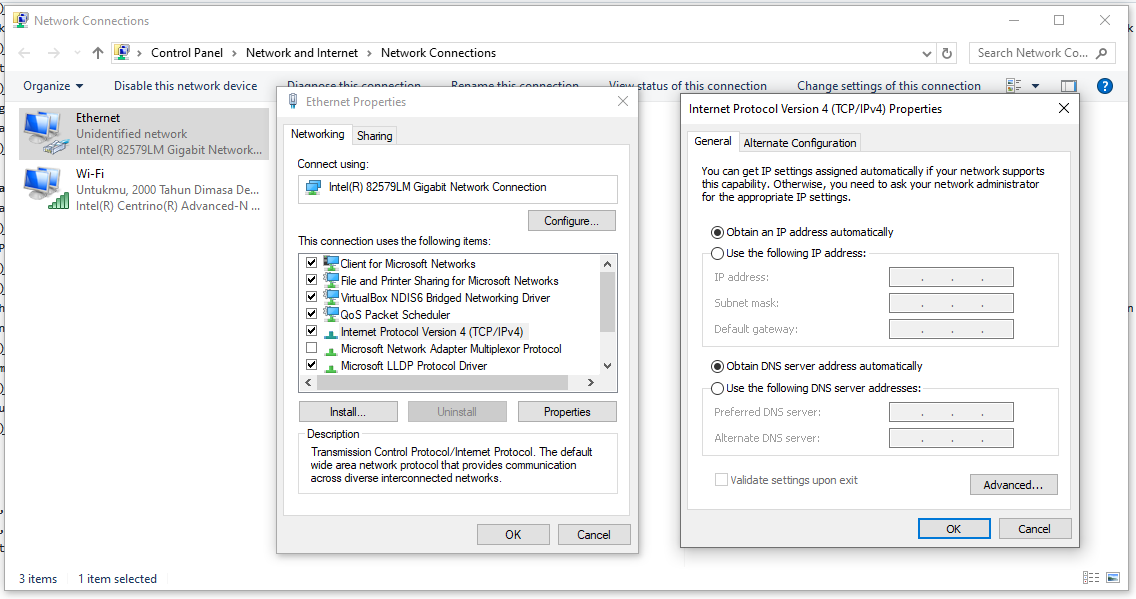 Network Connections
Control Panel > Network and Internet > Network Connections
Search Network Co...
Organize
Disable this network device
Diagnose this connection
Rename this connection
View status of this connection
Change settings of this connection
Ethernet
Unidentified network
Intel(R) 82579LM Gigabit Network...
Wi-Fi
Untukmu, 2000 Tahun Dimasa De...
Intel(R) Centrino(R) Advanced-N ...
3 items
1 item selected
Ethernet Properties
Networking
Sharing
Connect using:
Intel(R) 82579LM Gigabit Network Connection
Configure...
This connection uses the following items:
Client for Microsoft Networks
File and Printer Sharing for Microsoft Networks
VirtualBox NDIS6 Bridged Networking Driver
QoS Packet Scheduler
Internet Protocol Version 4 (TCP/IPv4)
Microsoft Network Adapter Multiplexor Protocol
Microsoft LLDP Protocol Driver
Install...
Uninstall
Properties
Description
Transmission Control Protocol/Internet Protocol. The default
wide area network protocol that provides communication
across diverse interconnected networks.
OK
Cancel
Internet Protocol Version 4 (TCP/IPv4) Properties
General
Alternate Configuration
You can get IP settings assigned automatically if your network supports
this capability. Otherwise, you need to ask your network administrator
for the appropriate IP settings.
Obtain an IP address automatically
Use the following IP address:
IP address:
Subnet mask:
Default gateway:
Obtain DNS server address automatically
Use the following DNS server addresses:
Preferred DNS server:
Alternate DNS server:
Validate settings upon exit
Advanced...
OK
Cancel